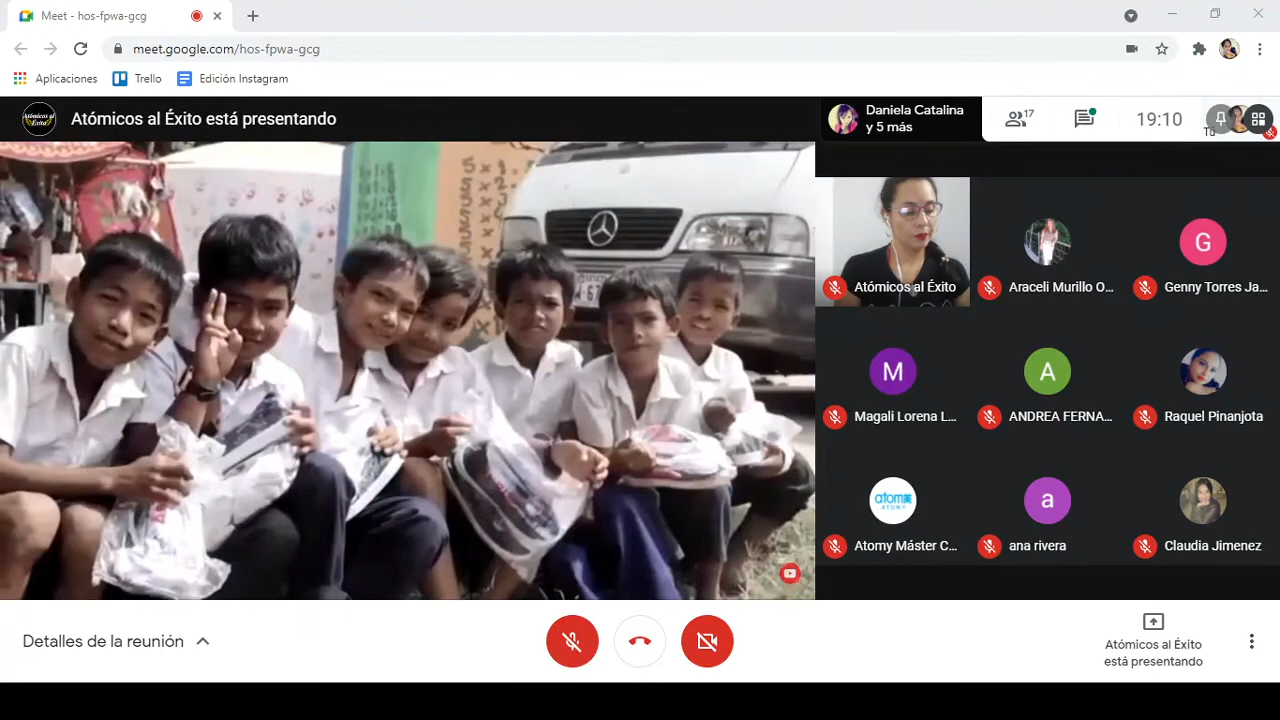 Meet - hos-fpwa-gcg
meet.google.com/hos-fpwa-gcg
Aplicaciones
Trello
Edición Instagram
Atómicos al Éxito está presentando
Daniela Catalina
y 5 más
17
19:10
Tú
Atómicos al Éxito
Araceli Murillo O...
G
Genny Torres Ja...
M
Magali Lorena L...
A
ANDREA FERNA...
Raquel Pinanjota
atom
ATOMY
Atomy Máster C...
a
ana rivera
Claudia Jimenez
Detalles de la reunión
Atómicos al Éxito
está presentando